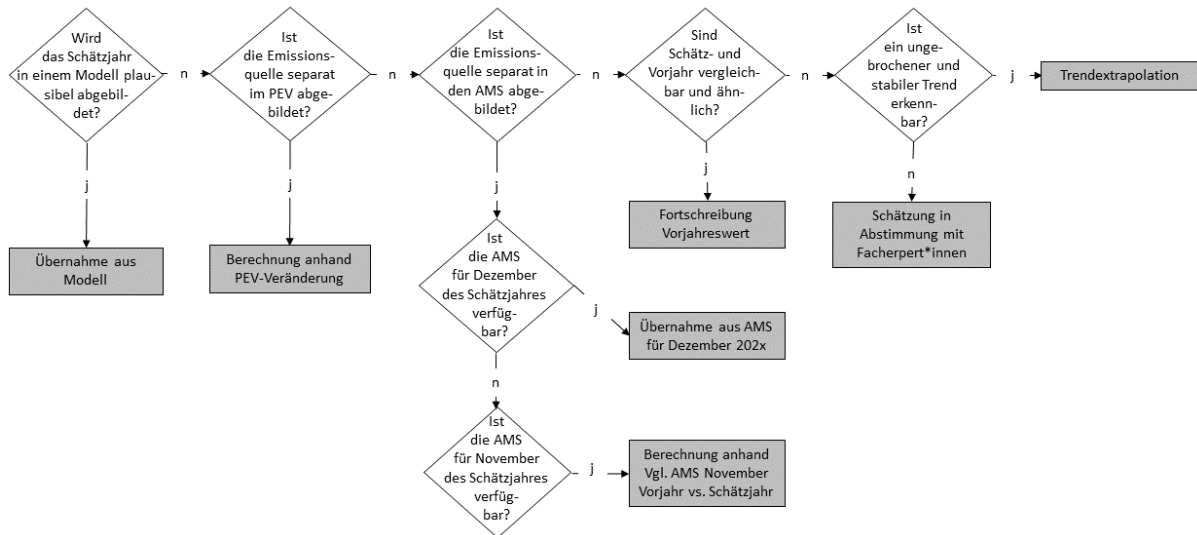 Wird
das Schätzjahr
in einem Modell plau-
sibel abgebil-
det?
n
Ist
die Emissions-
quelle separat
im PEV abge-
bildet?
n
Ist
die Emissions-
quelle separat in
den AMS abge-
bildet?
n
Sind
Schätz- und
Vorjahr vergleich-
bar und ähn-
lich?
n
Ist
ein unge-
brochener und
stabiler Trend
erkenn-
bar?
j
Trendextrapolation
j
j
j
j
n
Übernahme aus
Modell
Berechnung anhand
PEV-Veränderung
Fortschreibung
Vorjahreswert
Schätzung in
Abstimmung mit
Facherpert*innen
Ist
die AMS
für Dezember
des Schätzjahres
verfüg-
bar?
j
Übernahme aus AMS
für Dezember 202x
n
Ist
die AMS
für November
des Schätzjahres
verfüg-
bar?
j
Berechnung anhand
Vgl. AMS November
Vorjahr vs. Schätzjahr